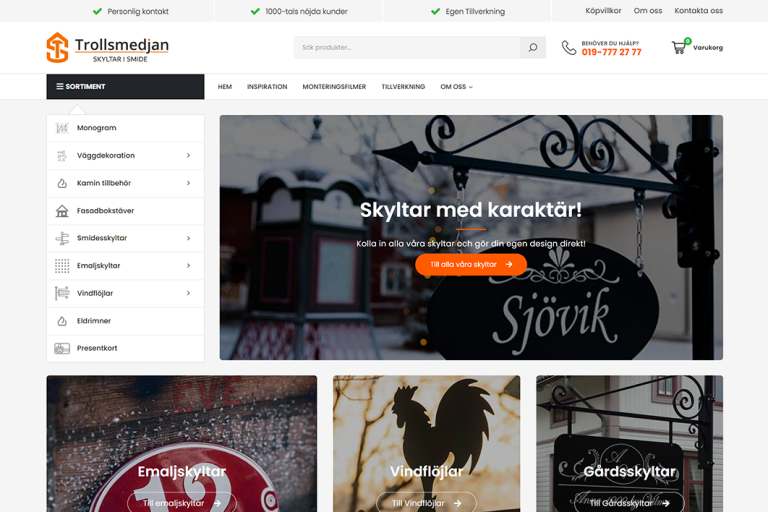 Personlig kontakt
1000-tals nöjda kunder
Egen Tillverkning
Köpvillkor
Om oss
Kontakta oss
Trollsmedjan
SKYLTAR I SMIDE
Sök produkter...
BEHÖVER DU HJÄLP?
019-777 27 77
0
Varukorg
SORTIMENT
HEM
INSPIRATION
MONTERINGSFILMER
TILLVERKNING
OM OSS
Monogram
Väggdekoration
Kamin tillbehör
Fasadbokstäver
Smidesskyltar
Emaljskyltar
Vindflöjlar
Eldrimner
Presentkort
Skyltar med karaktär!
Kolla in alla våra skyltar och gör din egen design direkt!
Till alla våra skyltar
Sjövik
Emaljskyltar
Till emaljskyltar
Vindflöjlar
Till Vindflöjlar
Gårdsskyltar
Till Gårdsskyltar